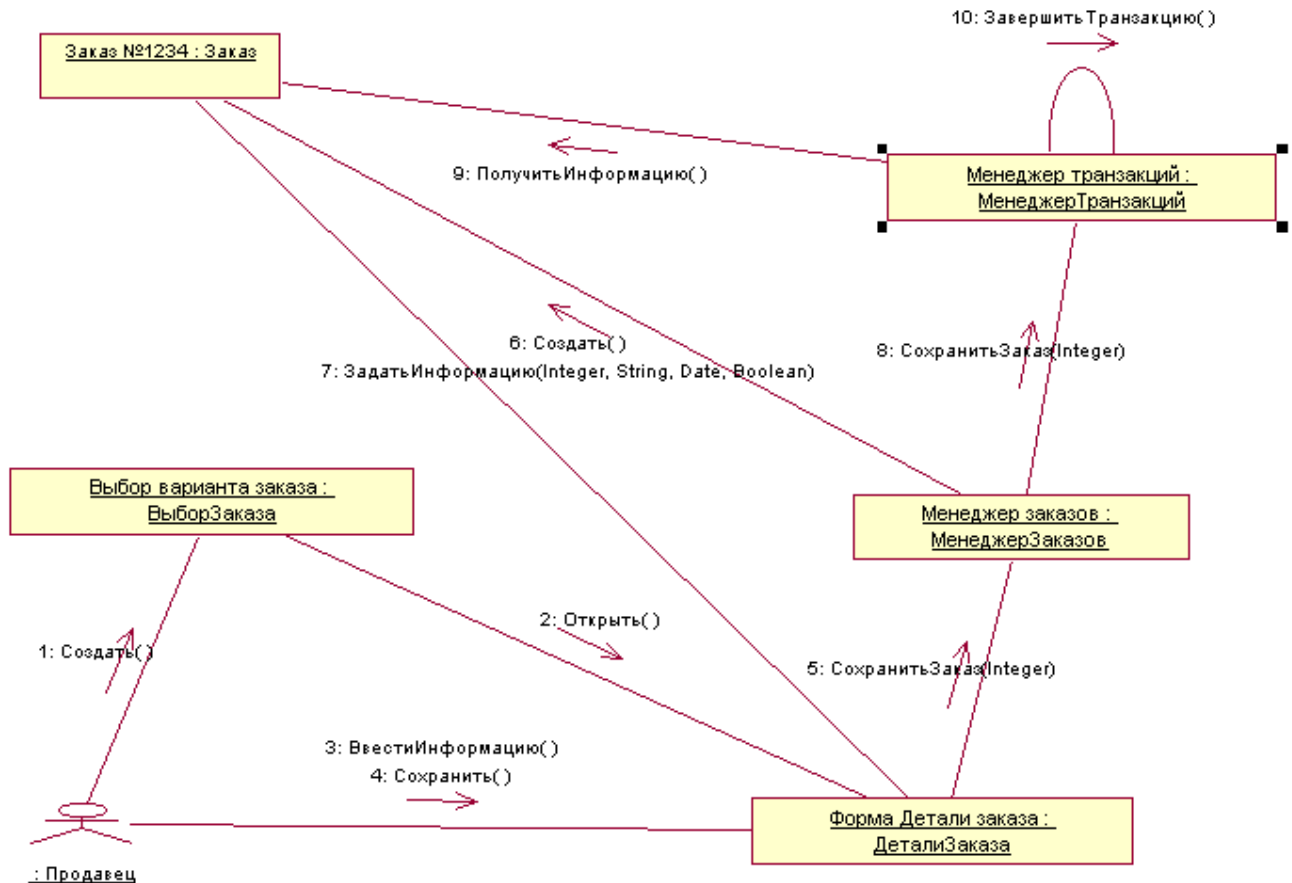 10: ЗавершитьТранзакцию( )
Заказ №1234 : Заказ
9: ПолучитьИнформацию( )
Менеджер транзакций :
МенеджерТранзакций
6: Создать( )
7: ЗадатьИнформацию(Integer, String, Date, Boolean)
8: СохранитьЗаказ(Integer)
Выбор варианта заказа :
ВыборЗаказа
Менеджер заказов :
МенеджерЗаказов
2: Открыть( )
1: Создать( )
5: СохранитьЗаказ(Integer)
3: ВвестиИнформацию( )
4: Сохранить( )
Форма Детали заказа :
ДеталиЗаказа
: Продавец